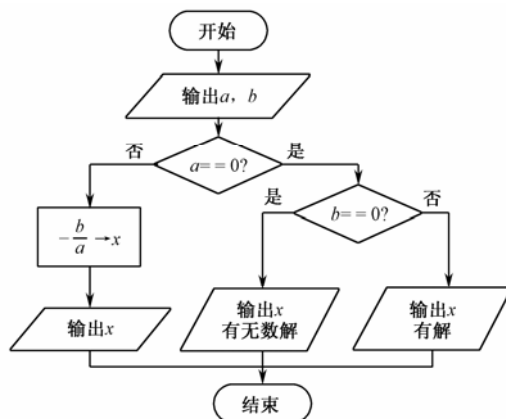 开始
输出a，b
否
a==0?
是
是
b==0?
否
-b/a→x
输出x
输出x
有无数解
输出x
有解
结束